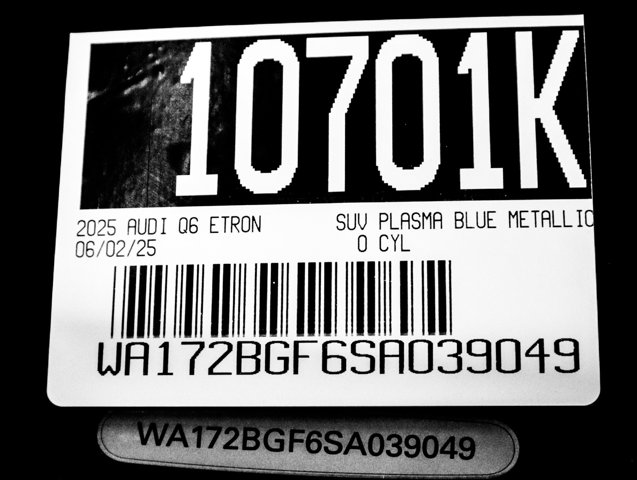 10701K
2025 AUDI Q6 ETRON SUV PLASMA BLUE METALLIC
06/02/25 0 CYL
WA172BGF6SA039049
WA172BGF6SA039049